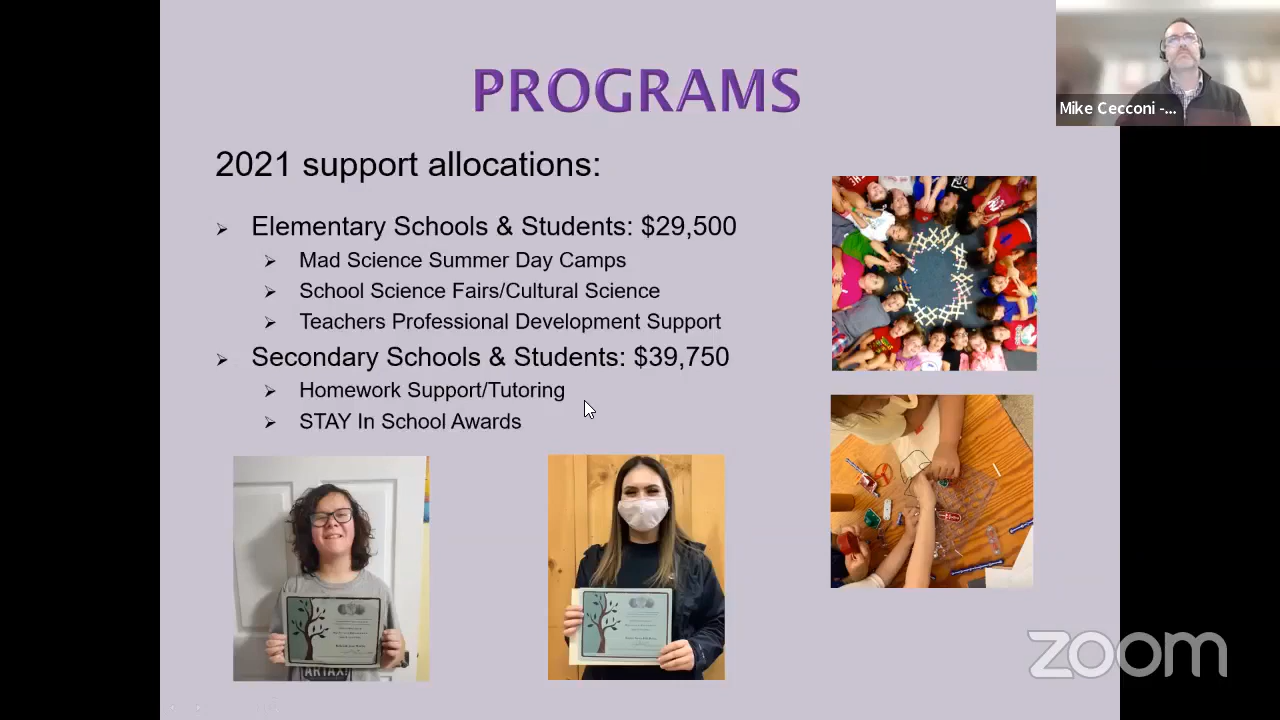 PROGRAMS
Mike Cecconi -...
2021 support allocations:
Elementary Schools & Students: $29,500
Mad Science Summer Day Camps
School Science Fairs/Cultural Science
Teachers Professional Development Support
Secondary Schools & Students: $39,750
Homework Support/Tutoring
STAY In School Awards
ARTAX!
zoom